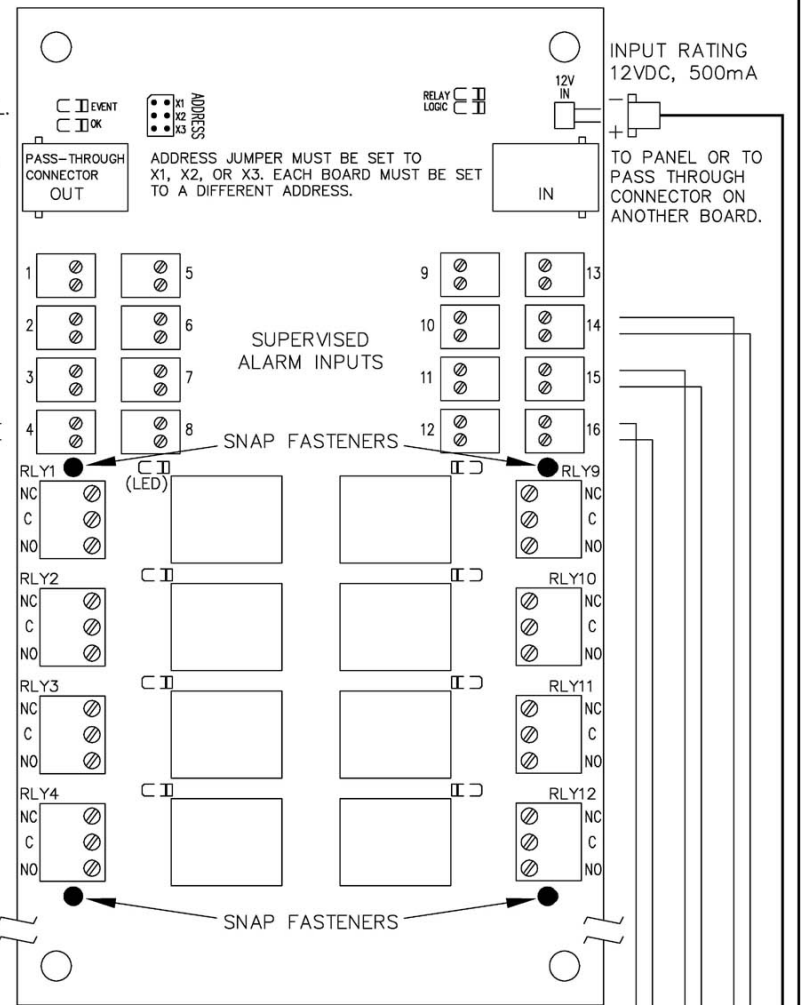 INPUT RATING
12VDC, 500mA
12V
IN
− +
RELAY
LOGIC
EVENT
OK
X1
X2
X3
ADDRESS
PASS-THROUGH
CONNECTOR
OUT
ADDRESS JUMPER MUST BE SET TO
X1, X2, OR X3. EACH BOARD MUST BE SET
TO A DIFFERENT ADDRESS.
IN
TO PANEL OR TO
PASS THROUGH
CONNECTOR ON
ANOTHER BOARD.
1 5 9 13
2 6 10 14
SUPERVISED
ALARM INPUTS
3 7 11 15
4 8 12 16
SNAP FASTENERS
RLY1 (LED) RLY9
NC NC
C C
NO NO
RLY2 RLY10
NC NC
C C
NO NO
RLY3 RLY11
NC NC
C C
NO NO
RLY4 RLY12
NC NC
C C
NO NO
SNAP FASTENERS